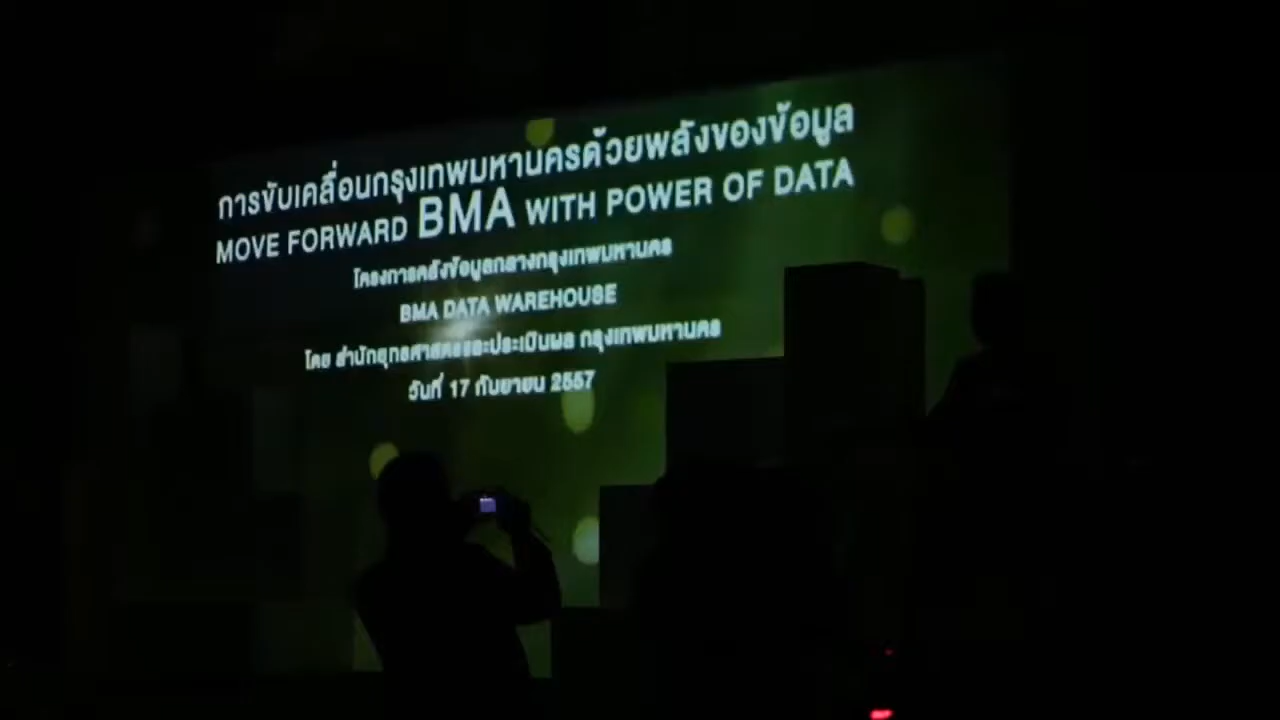 การขับเคลื่อนกรุงเทพมหานครด้วยพลังของข้อมูล
MOVE FORWARD BMA WITH POWER OF DATA
โครงการคลังข้อมูลกลางกรุงเทพมหานคร
BMA DATA WAREHOUSE
โดย สำนักยุทธศาสตร์และประเมินผล กรุงเทพมหานคร
วันที่ 17 กันยายน 2557